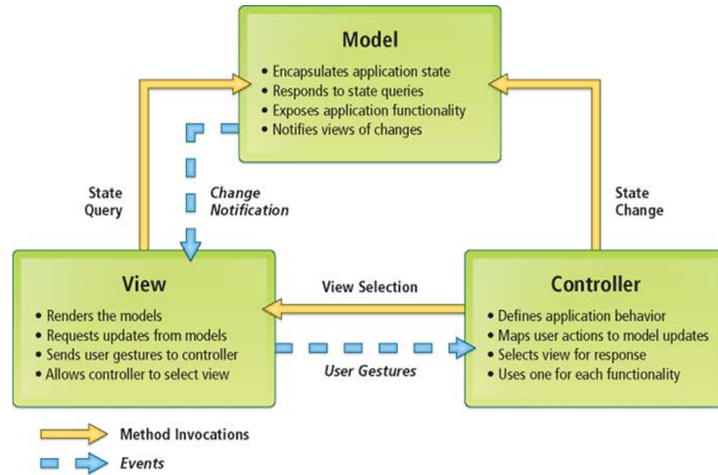 Model
• Encapsulates application state
• Responds to state queries
• Exposes application functionality
• Notifies views of changes
State
Query
Change
Notification
State
Change
View
• Renders the models
• Requests updates from models
• Sends user gestures to controller
• Allows controller to select view
View Selection
User Gestures
Controller
• Defines application behavior
• Maps user actions to model updates
• Selects view for response
• Uses one for each functionality
Method Invocations
Events